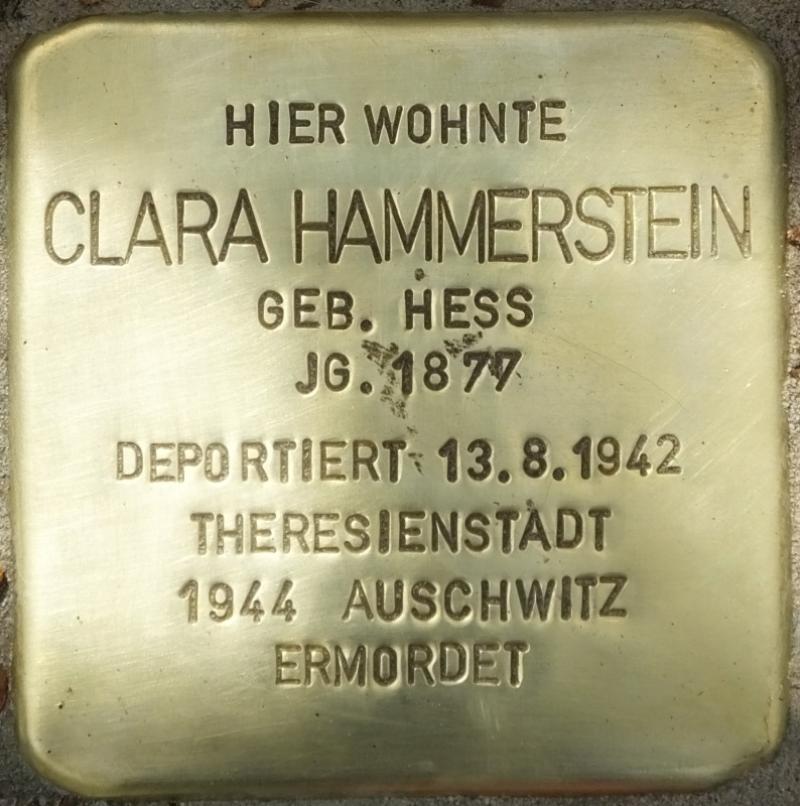 HIER WOHNTE
CLARA HAMMERSTEIN
GEB. HESS
JG. 1877
DEPORTIERT 13.8.1942
THERESIENSTADT
1944 AUSCHWITZ
ERMORDET